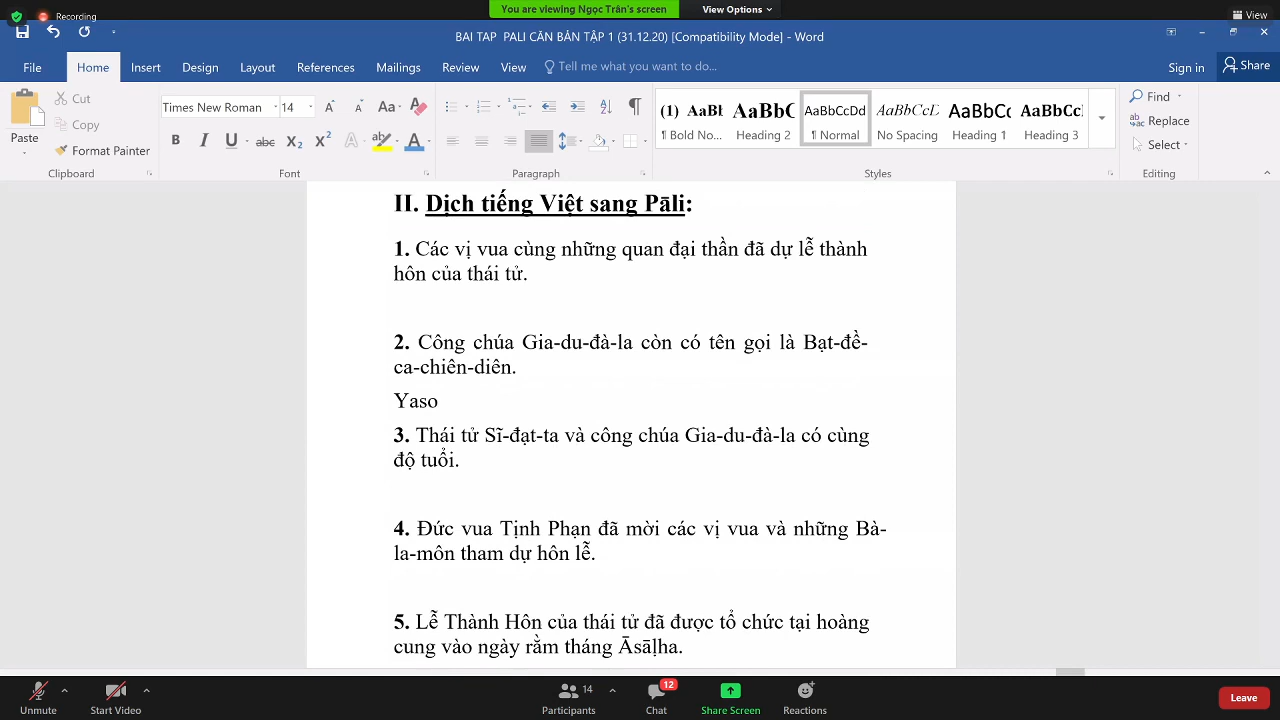 Recording
You are viewing Ngọc Trân's screen
View Options
View
BAI TAP PALI CĂN BẢN TẬP 1 (31.12.20) [Compatibility Mode] - Word
File Home Insert Design Layout References Mailings Review View Tell me what you want to do... Sign in Share
Paste
Cut
Copy
Format Painter
Clipboard
Times New Roman 14
Font
Paragraph
(1) AaBl AaBbC AaBbCcDd AaBbCcL AaBbCc AaBbCc
¶ Bold No... Heading 2 ¶ Normal No Spacing Heading 1 Heading 3
Styles
Find
Replace
Select
Editing
II. Dịch tiếng Việt sang Pāli:
1. Các vị vua cùng những quan đại thần đã dự lễ thành
hôn của thái tử.
2. Công chúa Gia-du-đà-la còn có tên gọi là Bạt-đề-
ca-chiên-diên.
Yaso
3. Thái tử Sĩ-đạt-ta và công chúa Gia-du-đà-la có cùng
độ tuổi.
4. Đức vua Tịnh Phạn đã mời các vị vua và những Bà-
la-môn tham dự hôn lễ.
5. Lễ Thành Hôn của thái tử đã được tổ chức tại hoàng
cung vào ngày rằm tháng Āsāḷha.
Unmute
Start Video
14
Participants
12
Chat
Share Screen
Reactions
Leave